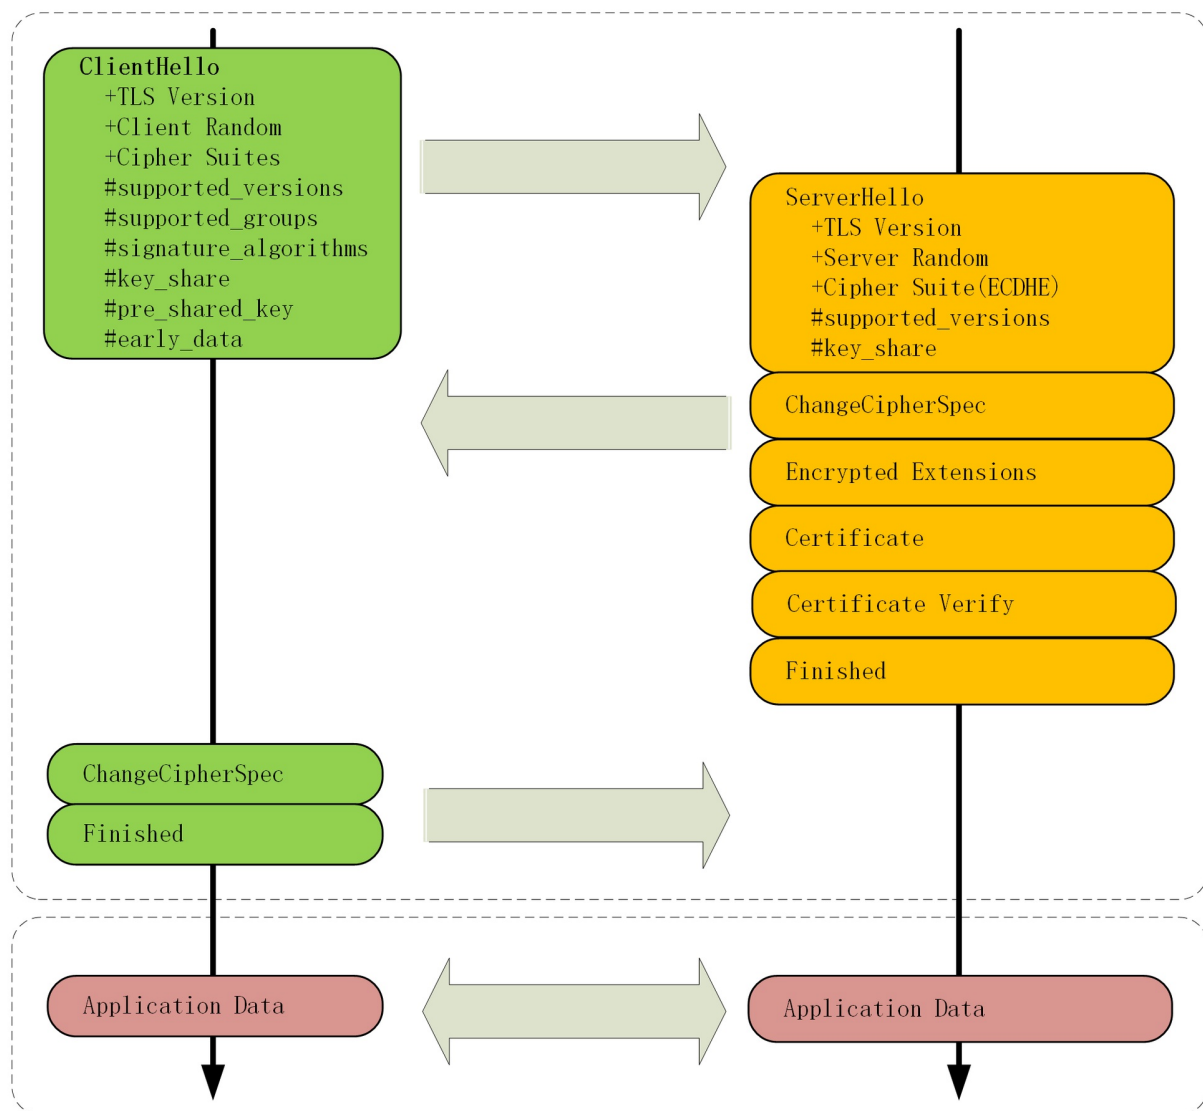 ClientHello
+TLS Version
+Client Random
+Cipher Suites
#supported_versions
#supported_groups
#signature_algorithms
#key_share
#pre_shared_key
#early_data
ServerHello
+TLS Version
+Server Random
+Cipher Suite(ECDHE)
#supported_versions
#key_share
ChangeCipherSpec
Encrypted Extensions
Certificate
Certificate Verify
Finished
ChangeCipherSpec
Finished
Application Data
Application Data